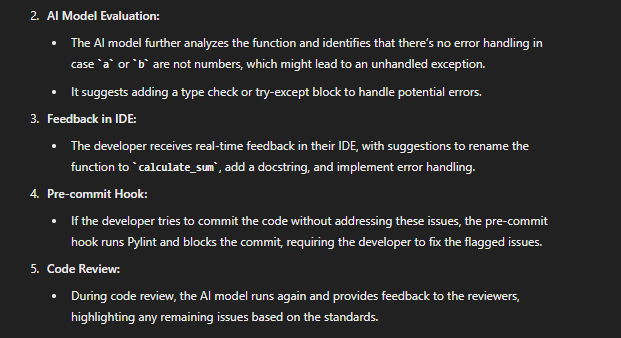 2. AI Model Evaluation:
• The AI model further analyzes the function and identifies that there's no error handling in
case `a` or `b` are not numbers, which might lead to an unhandled exception.
• It suggests adding a type check or try-except block to handle potential errors.
3. Feedback in IDE:
• The developer receives real-time feedback in their IDE, with suggestions to rename the
function to `calculate_sum`, add a docstring, and implement error handling.
4. Pre-commit Hook:
• If the developer tries to commit the code without addressing these issues, the pre-commit
hook runs Pylint and blocks the commit, requiring the developer to fix the flagged issues.
5. Code Review:
• During code review, the AI model runs again and provides feedback to the reviewers,
highlighting any remaining issues based on the standards.